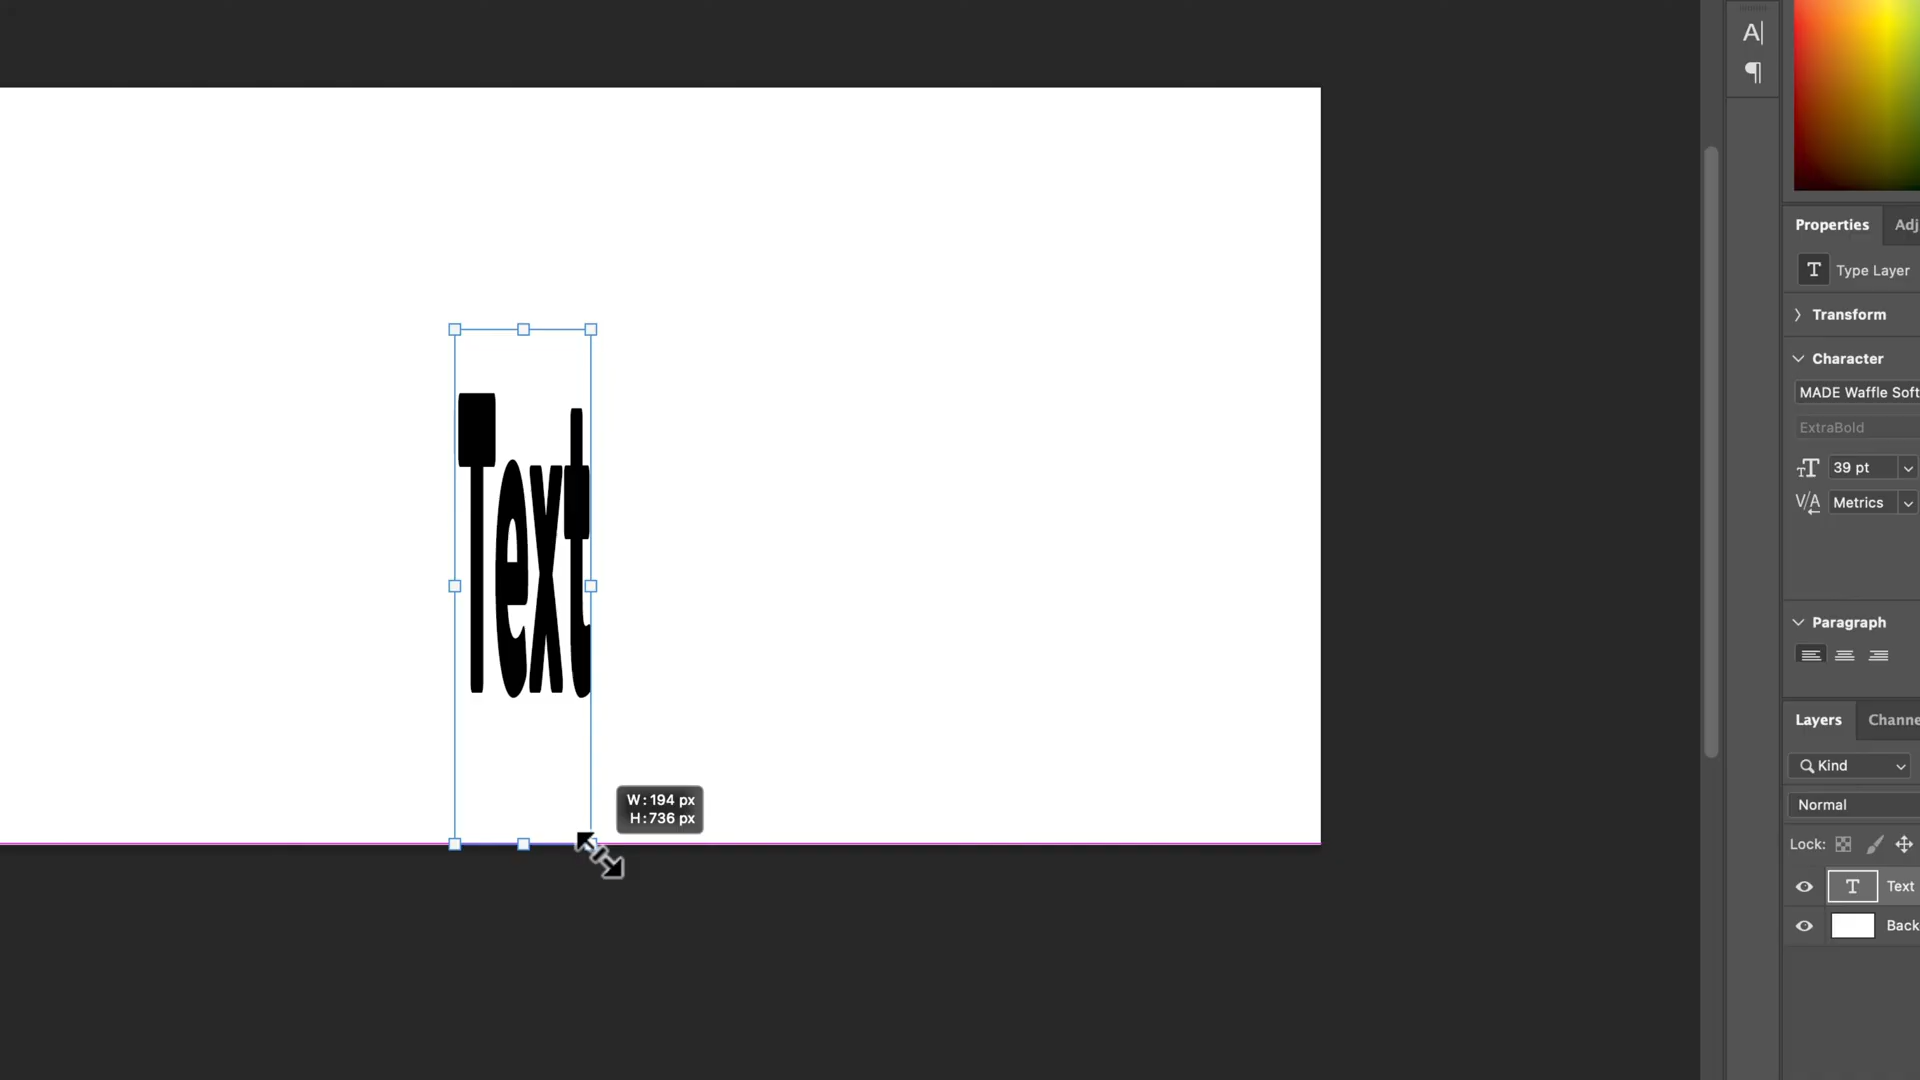 A|
¶
Properties
Adj
T Type Layer
Transform
Character
MADE Waffle Soft
ExtraBold
39 pt
Metrics
Paragraph
Text
W: 194 px
H: 736 px
Layers
Channe
Kind
Normal
Lock:
T Text
Back